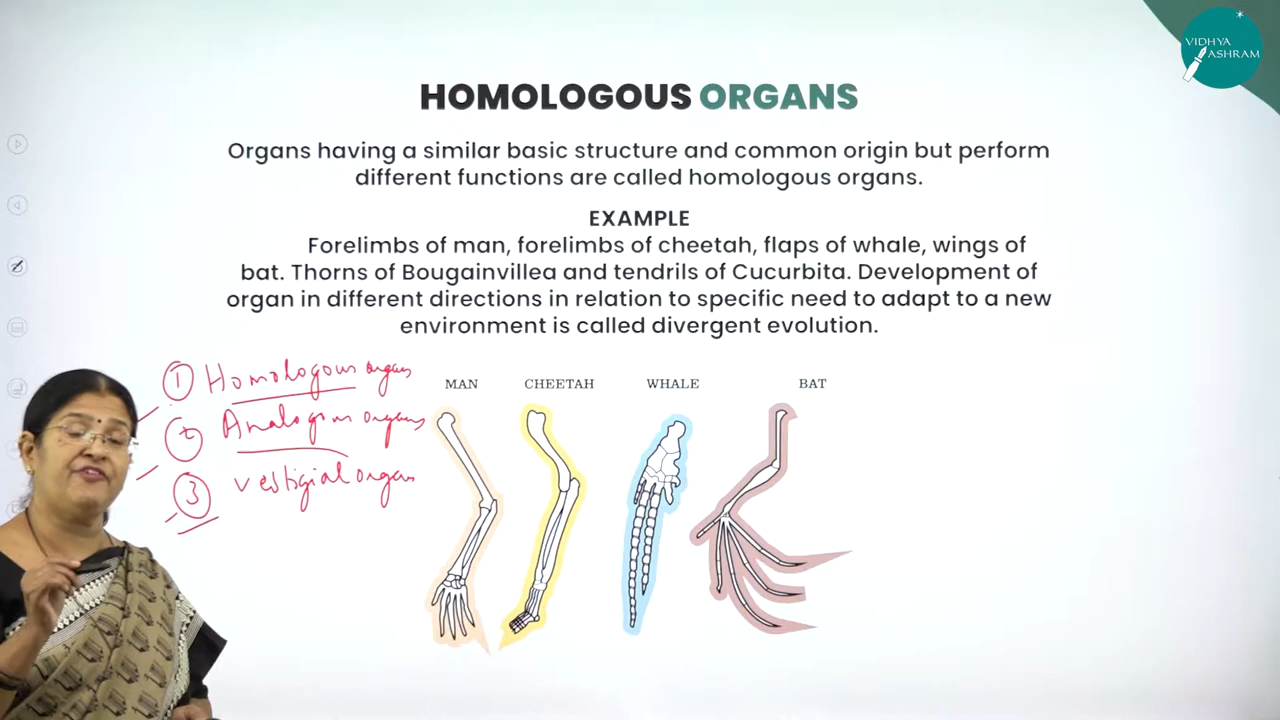 VIDHYA
ASHRAM
HOMOLOGOUS ORGANS
Organs having a similar basic structure and common origin but perform
different functions are called homologous organs.
EXAMPLE
Forelimbs of man, forelimbs of cheetah, flaps of whale, wings of
bat. Thorns of Bougainvillea and tendrils of Cucurbita. Development of
organ in different directions in relation to specific need to adapt to a new
environment is called divergent evolution.
① Homologous organs
② Analogous organs
③ vestigial organs
MAN CHEETAH WHALE BAT